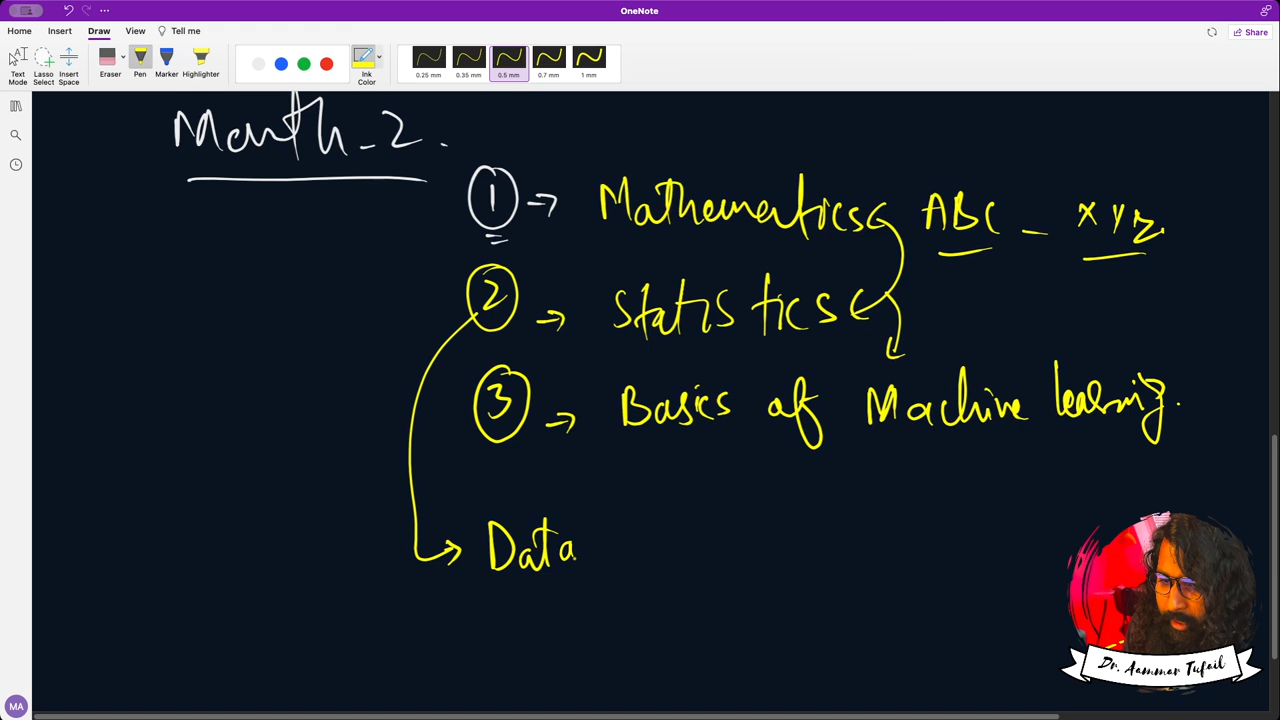 OneNote
Home Insert Draw View Tell me
Share
Text Mode
Lasso Select
Insert Space
Eraser
Pen
Marker
Highlighter
Ink Color
0.25 mm
0.35 mm
0.5 mm
0.7 mm
1 mm
Month - 2.
1 → Mathematics ABC - XYZ.
2 → Statistics
3 → Basics of Machine learning.
→ Data
Dr. Aammar Tufail
MA